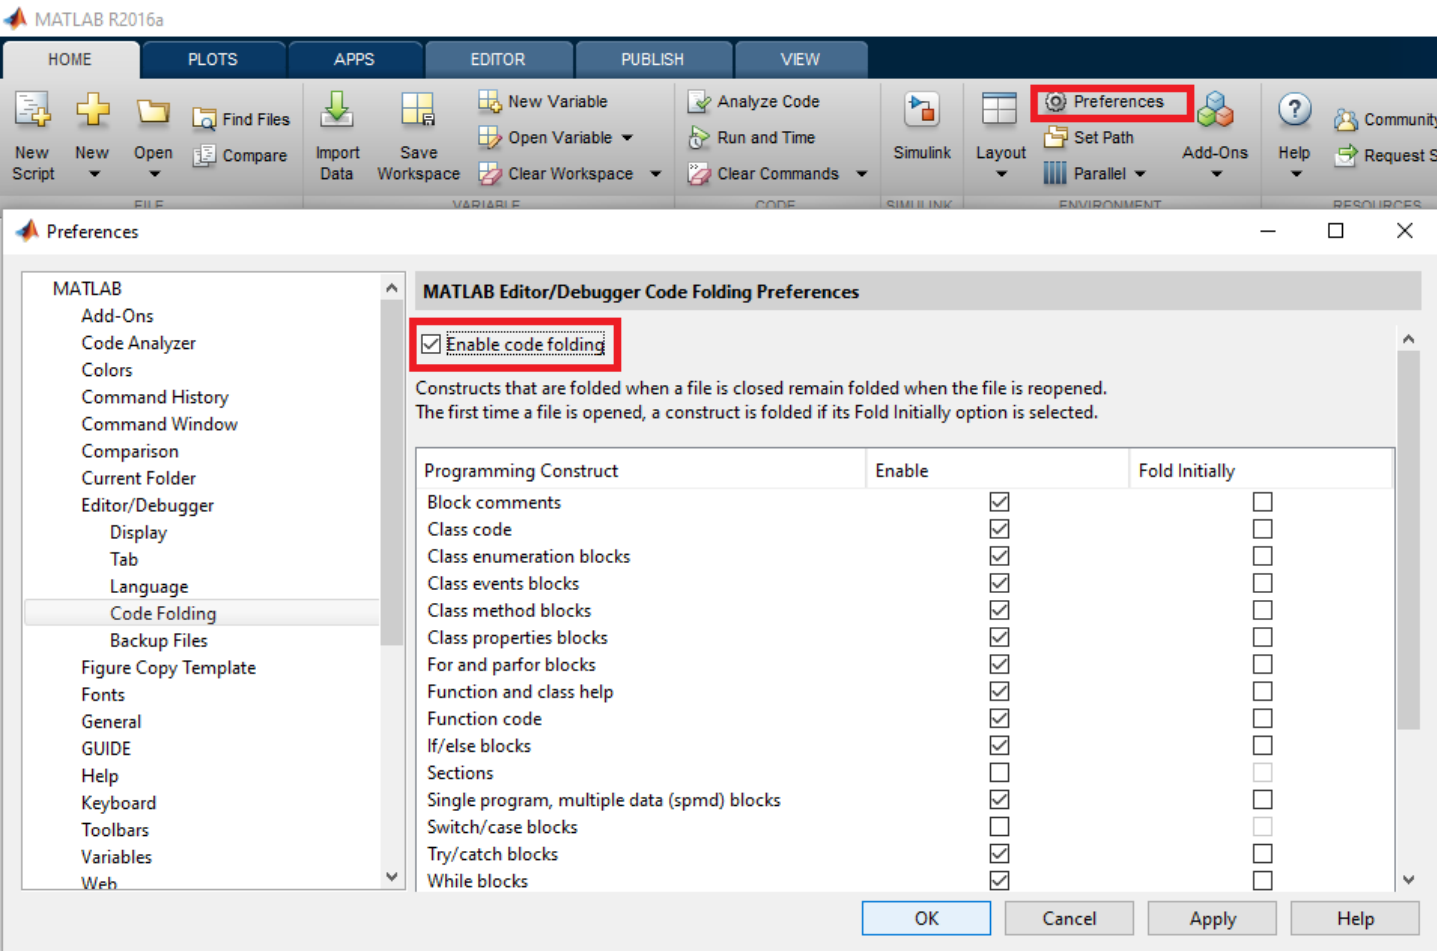 MATLAB R2016a
HOME PLOTS APPS EDITOR PUBLISH VIEW
New Script
New
Open
Find Files
Compare
Import Data
Save Workspace
New Variable
Open Variable
Clear Workspace
Analyze Code
Run and Time
Clear Commands
Simulink
Layout
Preferences
Set Path
Parallel
Add-Ons
Help
Community
Request S
FILE VARIABLE CODE SIMULINK ENVIRONMENT RESOURCES
Preferences
MATLAB
Add-Ons
Code Analyzer
Colors
Command History
Command Window
Comparison
Current Folder
Editor/Debugger
Display
Tab
Language
Code Folding
Backup Files
Figure Copy Template
Fonts
General
GUIDE
Help
Keyboard
Toolbars
Variables
Web
MATLAB Editor/Debugger Code Folding Preferences
Enable code folding
Constructs that are folded when a file is closed remain folded when the file is reopened.
The first time a file is opened, a construct is folded if its Fold Initially option is selected.
Programming Construct Enable Fold Initially
Block comments
Class code
Class enumeration blocks
Class events blocks
Class method blocks
Class properties blocks
For and parfor blocks
Function and class help
Function code
If/else blocks
Sections
Single program, multiple data (spmd) blocks
Switch/case blocks
Try/catch blocks
While blocks
OK Cancel Apply Help